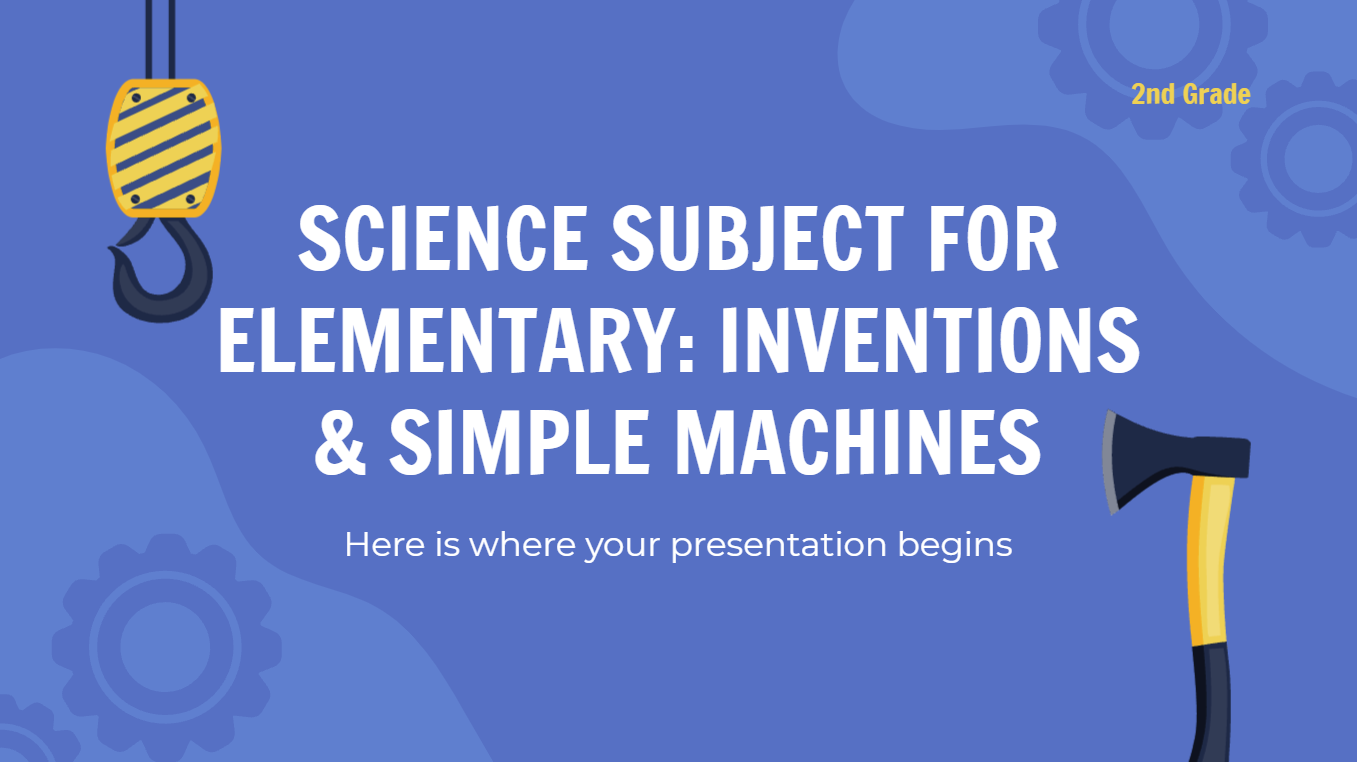 2nd Grade
SCIENCE SUBJECT FOR
ELEMENTARY: INVENTIONS
& SIMPLE MACHINES
Here is where your presentation begins